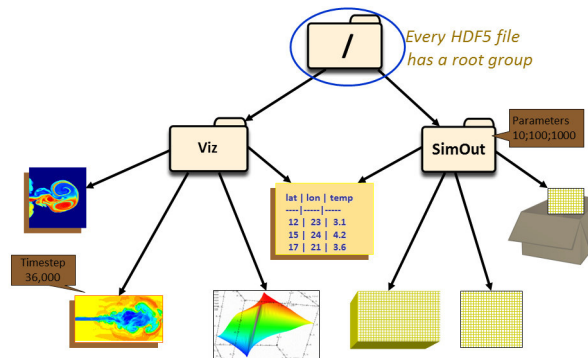 Every HDF5 file
has a root group
/
Parameters
10;100;1000
Viz
SimOut
lat | lon | temp
----|-----|-----
12 | 23 | 3.1
15 | 24 | 4.2
17 | 21 | 3.6
Timestep
36,000